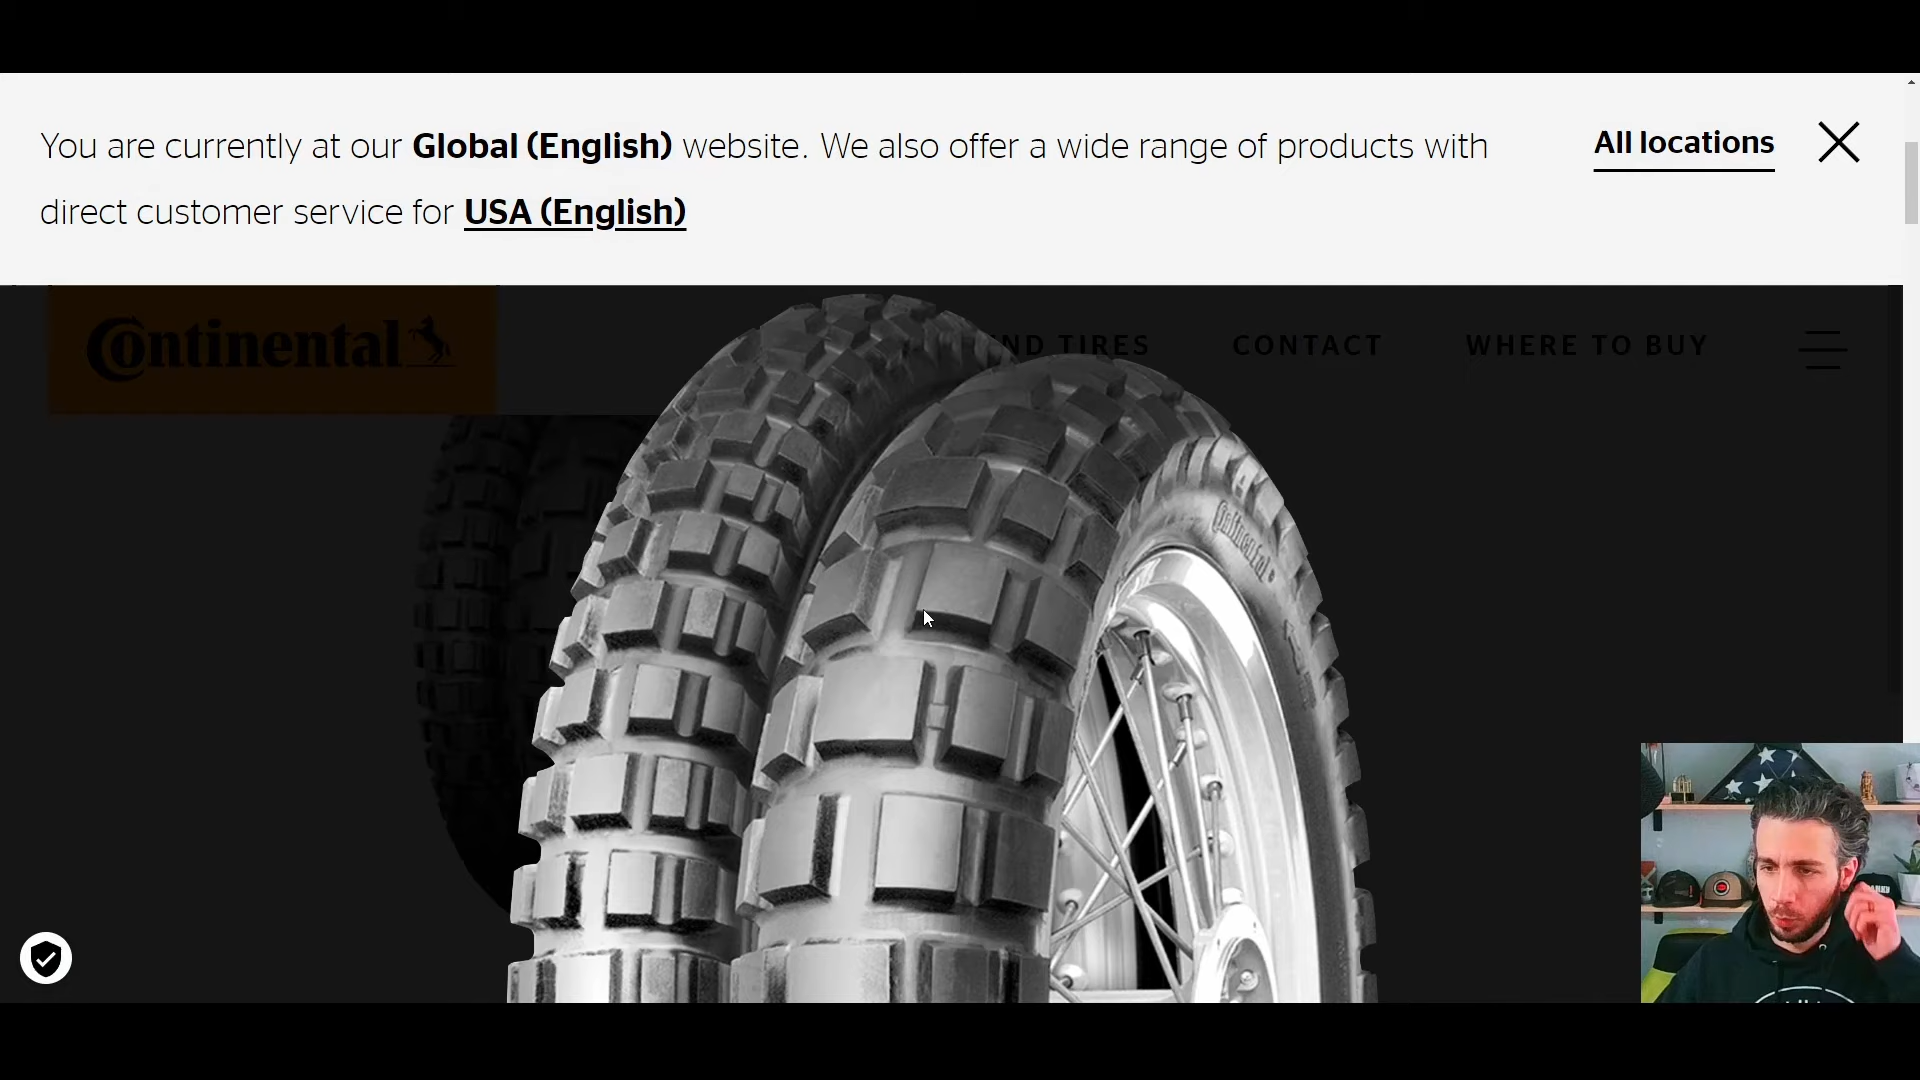 You are currently at our Global (English) website. We also offer a wide range of products with
direct customer service for USA (English)
All locations
Continental
ND TIRES
CONTACT
WHERE TO BUY
Continental